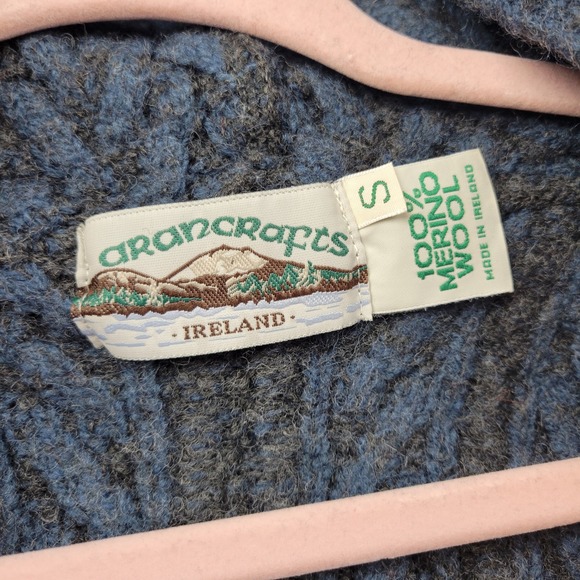 arancrafts
·IRELAND·
S
100%
MERINO
WOOL
MADE IN IRELAND